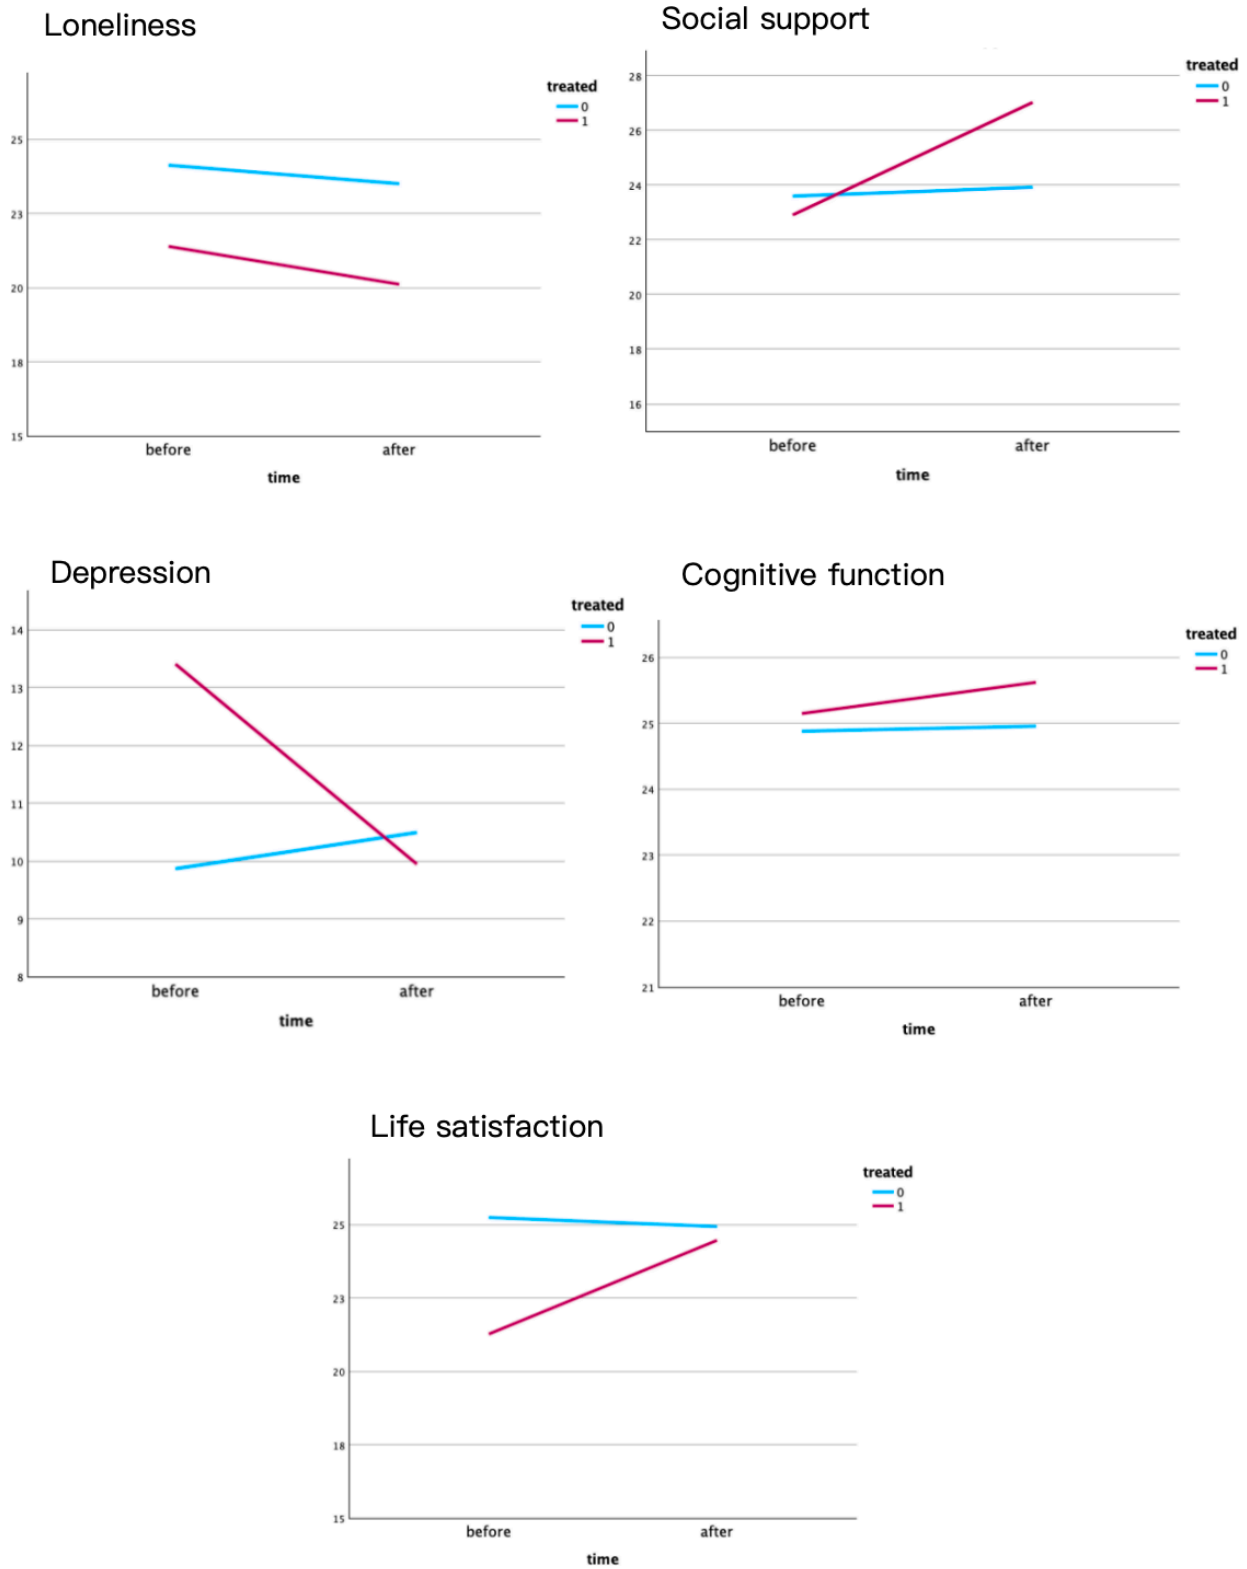 Loneliness
treated
0
1
25
23
20
18
15
before after
time
Social support
treated
0
1
28
26
24
22
20
18
16
before after
time
Depression
treated
0
1
14
13
12
11
10
9
8
before after
time
Cognitive function
treated
0
1
26
25
24
23
22
21
before after
time
Life satisfaction
treated
0
1
25
23
20
18
15
before after
time